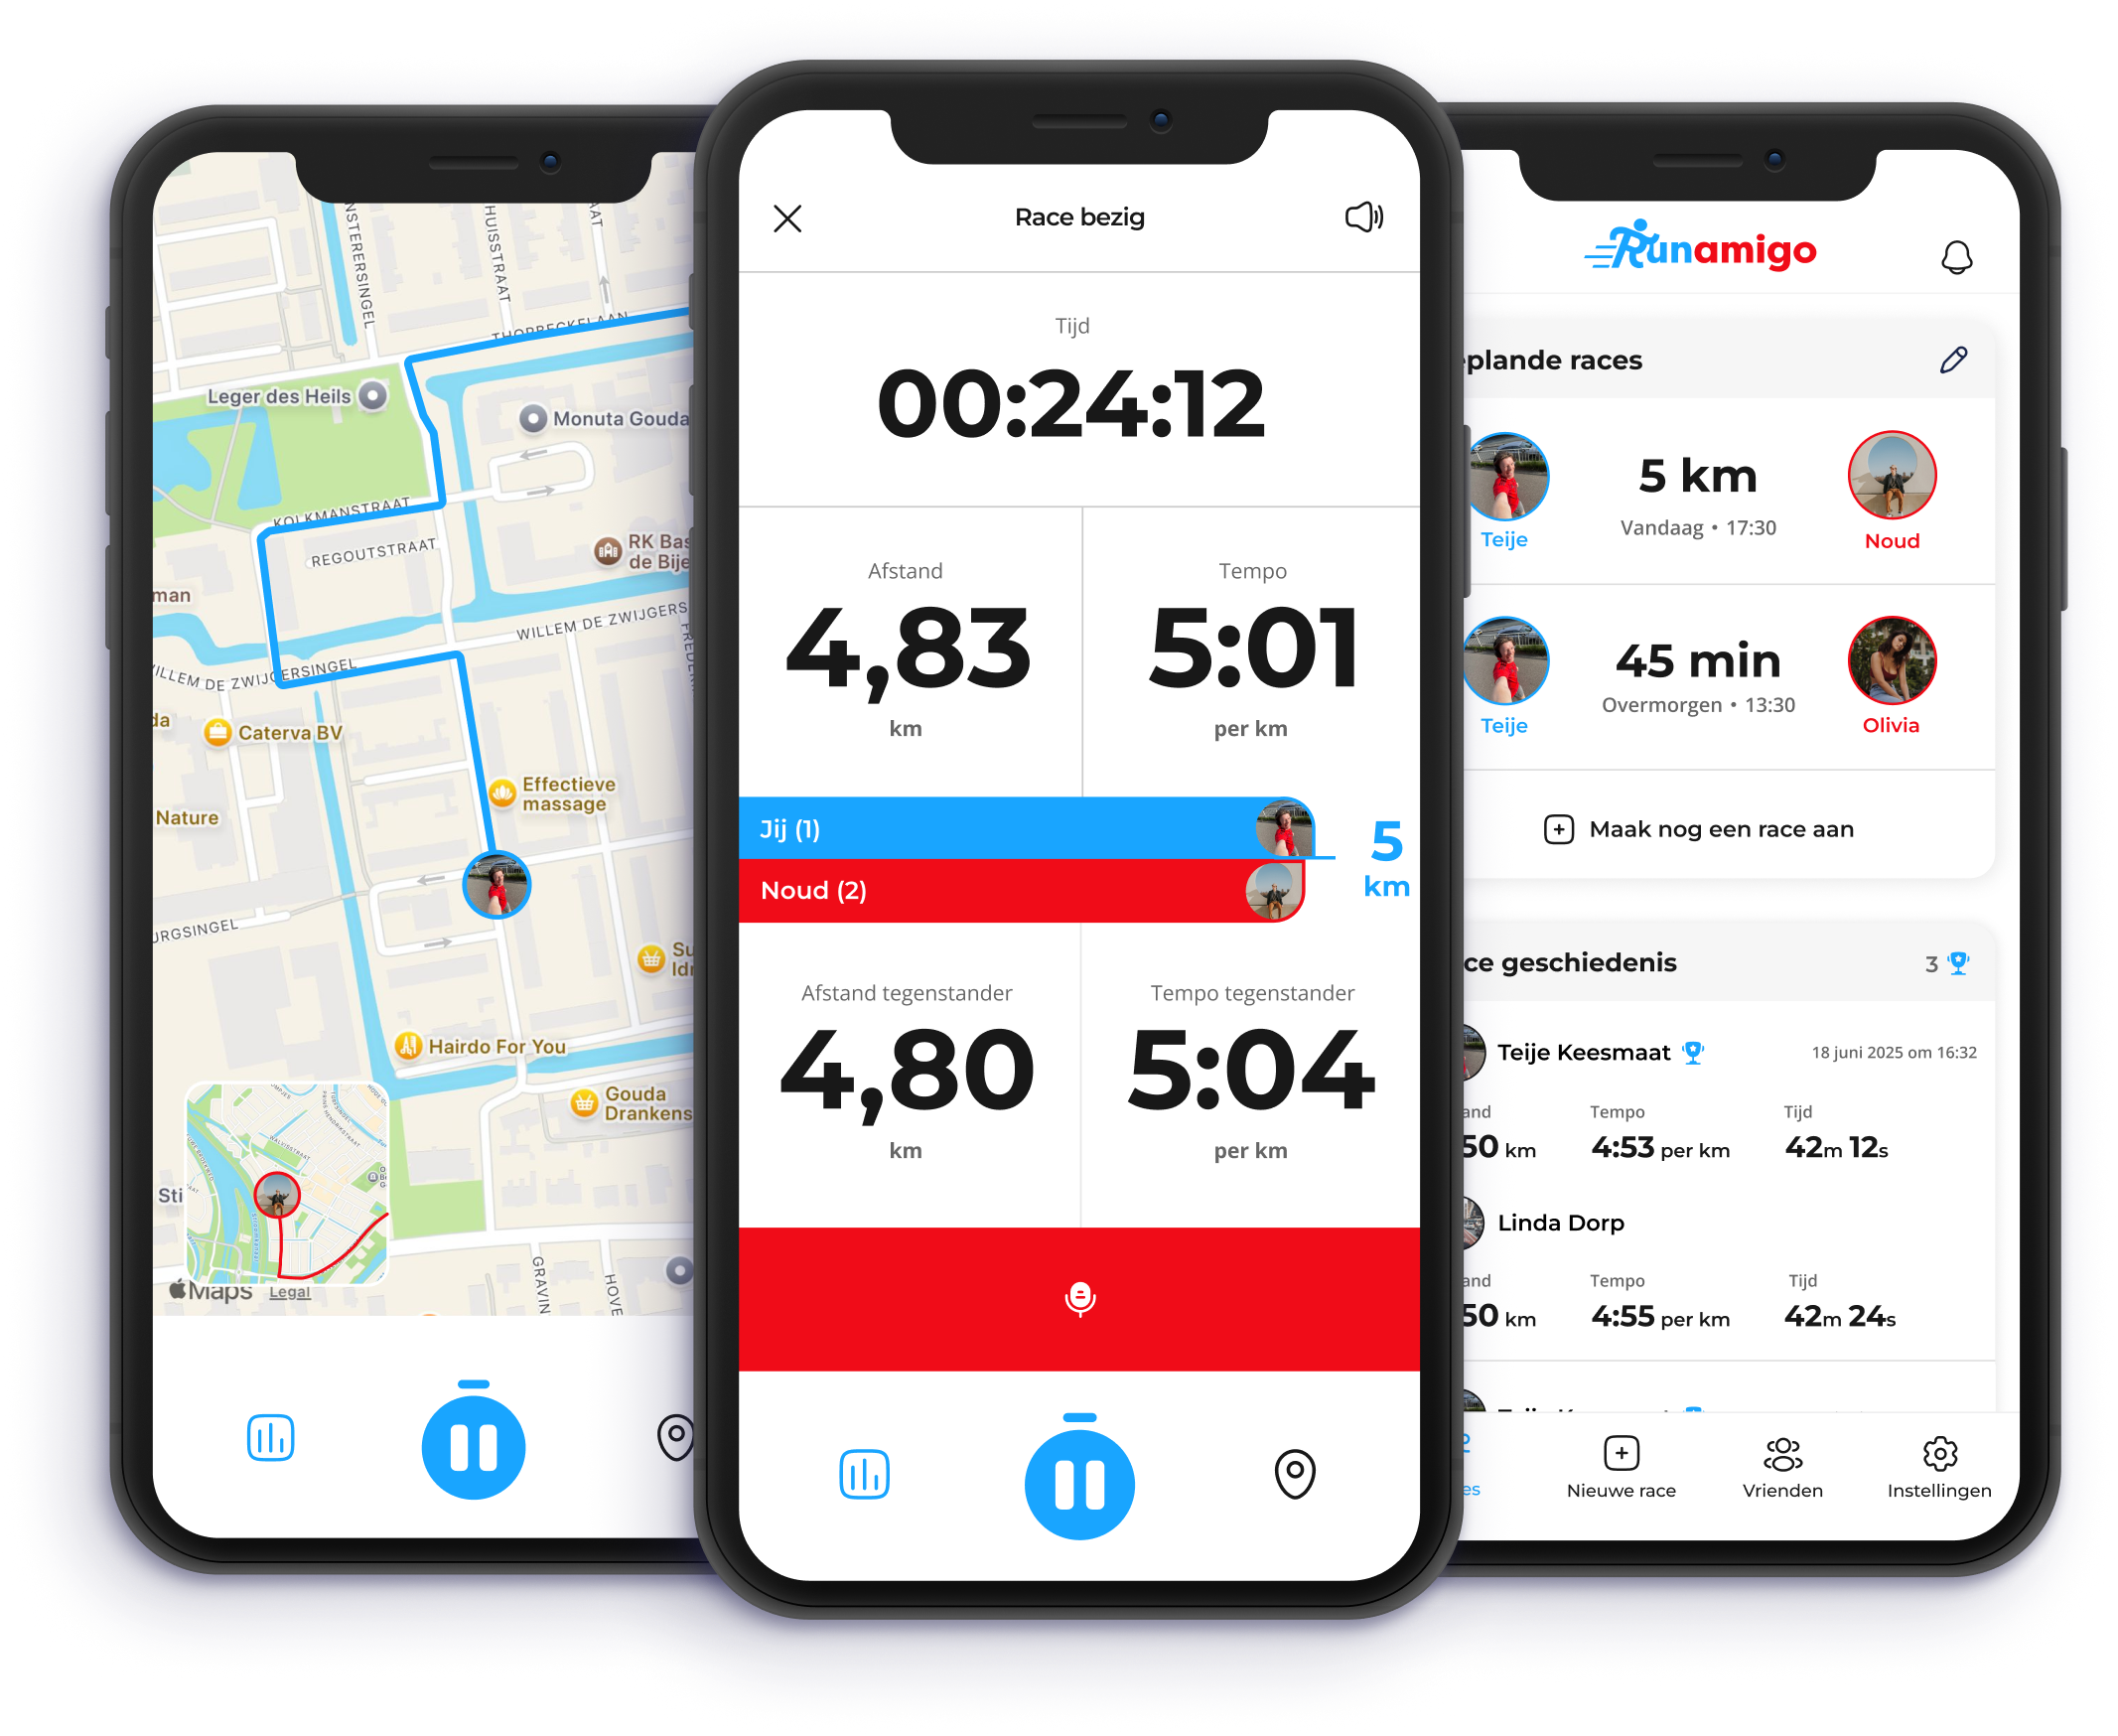 NSTERERSINGEL
HUISSTRAAT
AAT
THORBECKELAAN
Leger des Heils
Monuta Gouda
KOLKMANSTRAAT
REGOUTSTRAAT
RK Bas
de Bije
man
WILLEM DE ZWIJGERS
FREDERIK
ILLEM DE ZWIJGERSINGEL
da
Caterva BV
Effectieve
massage
Nature
URGSINGEL
Su
Idr
Hairdo For You
Gouda
Drankens
WALVISSTRAAT
Sti
GRAVIN
HOVE
Maps Legal
Race bezig
Tijd
00:24:12
Afstand
4,83
km
Tempo
5:01
per km
Jij (1)
Noud (2)
5
km
Afstand tegenstander
4,80
km
Tempo tegenstander
5:04
per km
Runamigo
eplande races
5 km
Vandaag • 17:30
Teije
Noud
45 min
Overmorgen • 13:30
Teije
Olivia
Maak nog een race aan
ce geschiedenis
3
Teije Keesmaat
18 juni 2025 om 16:32
and Tempo Tijd
50 km 4:53 per km 42m 12s
Linda Dorp
and Tempo Tijd
50 km 4:55 per km 42m 24s
es
Nieuwe race
Vrienden
Instellingen